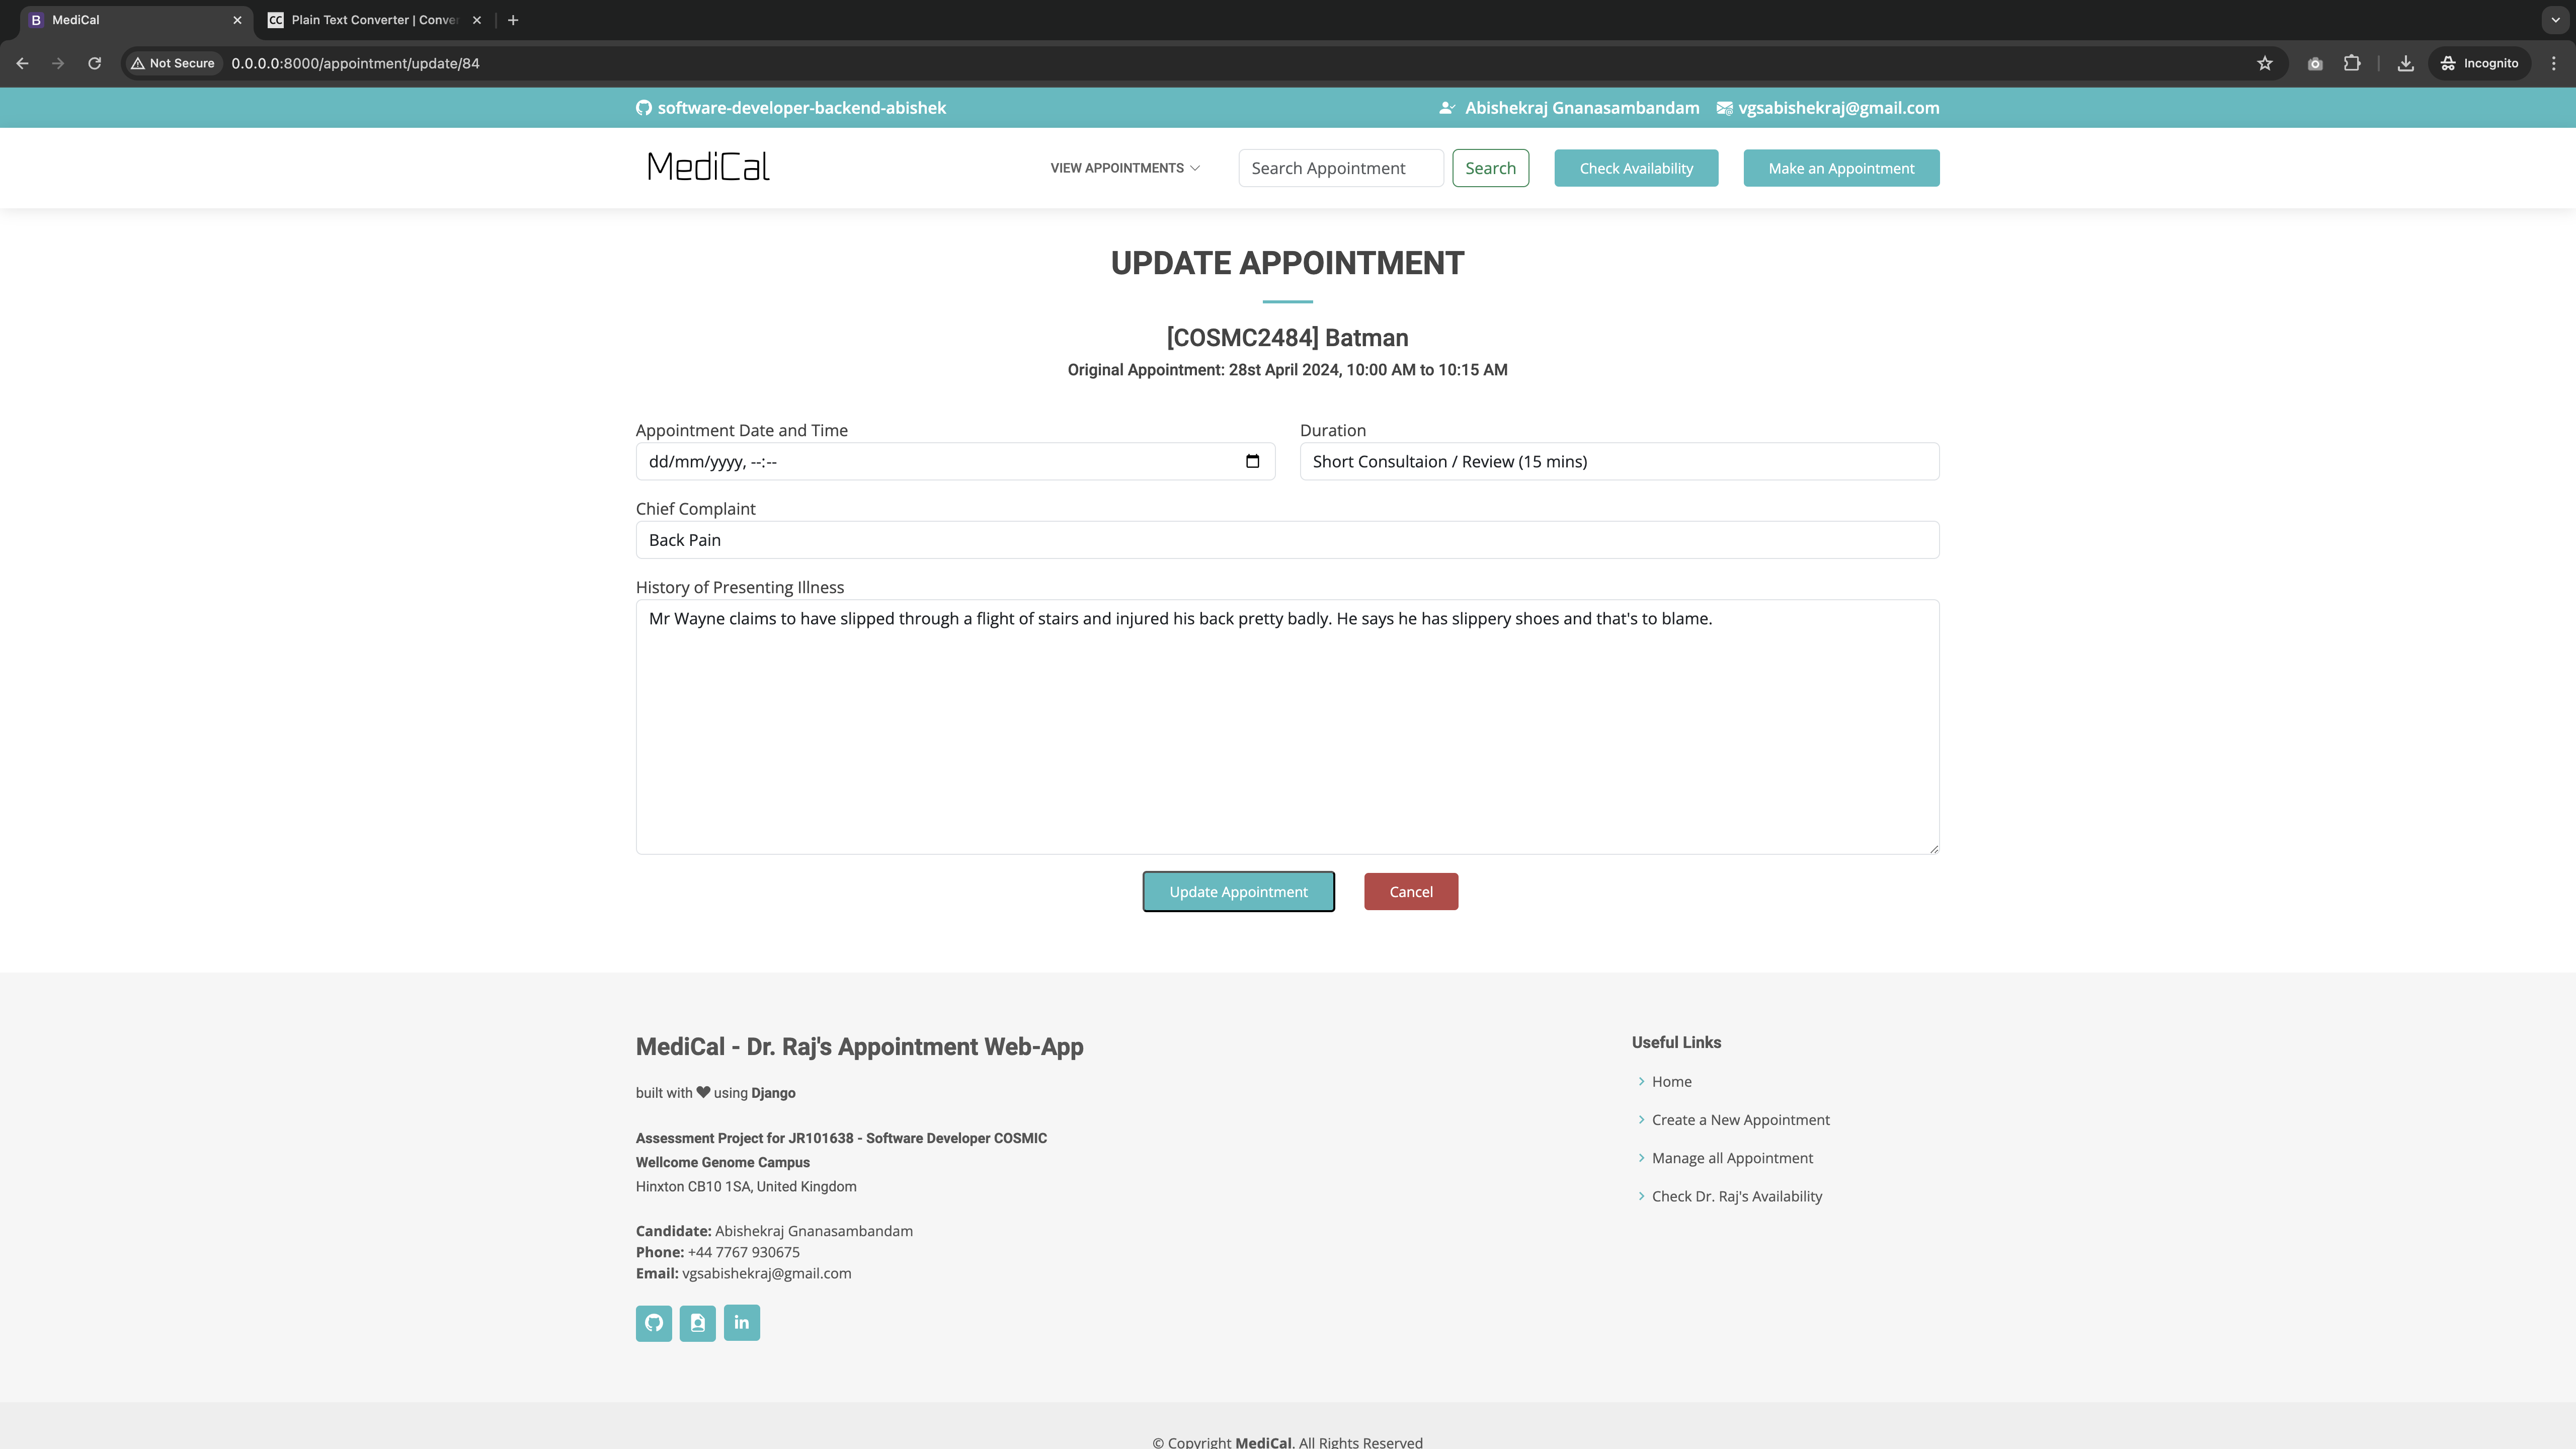 MediCal
Plain Text Converter | Conver
Not Secure
0.0.0.0:8000/appointment/update/84
Incognito
software-developer-backend-abishek
Abishekraj Gnanasambandam
vgsabishekraj@gmail.com
MediCal
VIEW APPOINTMENTS
Search Appointment
Search
Check Availability
Make an Appointment
UPDATE APPOINTMENT
[COSMC2484] Batman
Original Appointment: 28st April 2024, 10:00 AM to 10:15 AM
Appointment Date and Time
Duration
dd/mm/yyyy, --:--
Short Consultaion / Review (15 mins)
Chief Complaint
Back Pain
History of Presenting Illness
Mr Wayne claims to have slipped through a flight of stairs and injured his back pretty badly. He says he has slippery shoes and that's to blame.
Update Appointment
Cancel
MediCal - Dr. Raj's Appointment Web-App
built with ♥ using Django
Assessment Project for JR101638 - Software Developer COSMIC
Wellcome Genome Campus
Hinxton CB10 1SA, United Kingdom
Candidate: Abishekraj Gnanasambandam
Phone: +44 7767 930675
Email: vgsabishekraj@gmail.com
Useful Links
Home
Create a New Appointment
Manage all Appointment
Check Dr. Raj's Availability
© Copyright MediCal. All Rights Reserved